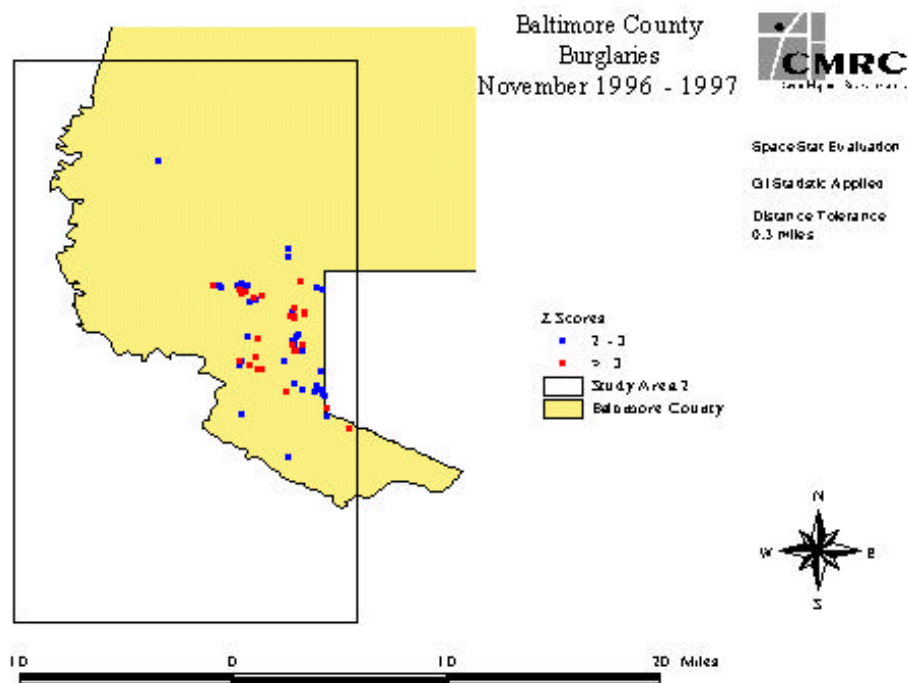 Baltimore County
Burglaries
November 1996 - 1997
CMRC
SpaceStat Evaluation
GI Statistic Applied
Distance Tolerance
0.3 miles
Z Scores
2 - 3
> 3
Study Area 2
Baltimore County
N
W E
S
10 0 10 20 Miles